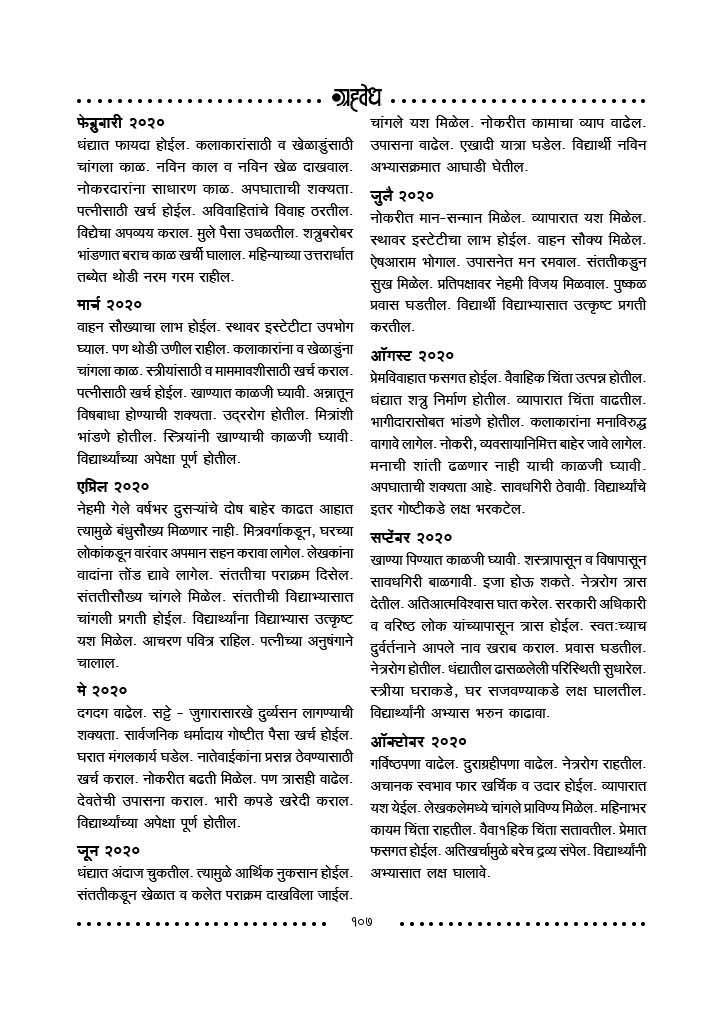 ग्रहवेध
फेब्रुबारी २०२०
धंद्यात फायदा होईल. कलाकारांसाठी व खेळाडुंसाठी
चांगला काळ. नविन काल व नविन खेळ दाखवाल.
नोकरदारांना साधारण काळ. अपघाताची शक्यता.
पत्नीसाठी खर्च होईल. अविवाहितांचे विवाह ठरतील.
विद्येचा अपव्यय कराल. मुले पैसा उधळतील. शत्रुबरोबर
भांडणात बराच काळ खर्ची घालाल. महिन्याच्या उत्तरार्धात
तब्येत थोडी नरम गरम राहील.
मार्च २०२०
वाहन सौख्याचा लाभ होईल. स्थावर इस्टेटीटा उपभोग
घ्याल. पण थोडी उणील राहील. कलाकारांना व खेळाडुंना
चांगला काळ. स्त्रीयांसाठी व माममावशीसाठी खर्च कराल.
पत्नीसाठी खर्च होईल. खाण्यात काळजी घ्यावी. अन्नातून
विषबाधा होण्याची शक्यता. उद्ररोग होतील. मित्रांशी
भांडणे होतील. स्त्रियांनी खाण्याची काळजी घ्यावी.
विद्यार्थ्यांच्या अपेक्षा पूर्ण होतील.
एप्रिल २०२०
नेहमी गेले वर्षभर दुसऱ्यांचे दोष बाहेर काढत आहात
त्यामुळे बंधुसौख्य मिळणार नाही. मित्रवर्गाकडून, घरच्या
लोकांकडून वारंवार अपमान सहन करावा लागेल. लेखकांना
वादांना तोंड द्यावे लागेल. संततीचा पराक्रम दिसेल.
संततीसौख्य चांगले मिळेल. संततीची विद्याभ्यासात
चांगली प्रगती होईल. विद्यार्थ्यांना विद्याभ्यास उत्कृष्ट
यश मिळेल. आचरण पवित्र राहिल. पत्नीच्या अनुषंगाने
चालाल.
मे २०२०
दगदग वाढेल. सट्टे - जुगारासारखे दुर्व्यसन लागण्याची
शक्यता. सार्वजनिक धर्मादाय गोष्टीत पैसा खर्च होईल.
घरात मंगलकार्य घडेल. नातेवाईकांना प्रसन्न ठेवण्यासाठी
खर्च कराल. नोकरीत बढती मिळेल. पण त्रासही वाढेल.
देवतेची उपासना कराल. भारी कपडे खरेदी कराल.
विद्यार्थ्यांच्या अपेक्षा पूर्ण होतील.
जून २०२०
धंद्यात अंदाज चुकतील. त्यामुळे आर्थिक नुकसान होईल.
संततीकडून खेळात व कलेत पराक्रम दाखविला जाईल.
चांगले यश मिळेल. नोकरीत कामाचा व्याप वाढेल.
उपासना वाढेल. एखादी यात्रा घडेल. विद्यार्थी नविन
अभ्यासक्रमात आघाडी घेतील.
जुलै २०२०
नोकरीत मान-सन्मान मिळेल. व्यापारात यश मिळेल.
स्थावर इस्टेटीचा लाभ होईल. वाहन सौक्य मिळेल.
ऐषआराम भोगाल. उपासनेत मन रमवाल. संततीकडुन
सुख मिळेल. प्रतिपक्षावर नेहमी विजय मिळवाल. पुष्कळ
प्रवास घडतील. विद्यार्थी विद्याभ्यासात उत्कृष्ट प्रगती
करतील.
ऑगस्ट २०२०
प्रेमविवाहात फसगत होईल. वैवाहिक चिंता उत्पन्न होतील.
धंद्यात शत्रु निर्माण होतील. व्यापारात चिंता वाढतील.
भागीदारासोबत भांडणे होतील. कलाकारांना मनाविरुद्ध
वागावे लागेल. नोकरी, व्यवसायानिमित्त बाहेर जावे लागेल.
मनाची शांती ढळणार नाही याची काळजी घ्यावी.
अपघाताची शक्यता आहे. सावधगिरी ठेवावी. विद्यार्थ्यांचे
इतर गोष्टीकडे लक्ष भरकटेल.
सप्टेंबर २०२०
खाण्या पिण्यात काळजी घ्यावी. शस्त्रापासून व विषापासून
सावधगिरी बाळगावी. इजा होऊ शकते. नेत्ररोग त्रास
देतील. अतिआत्मविश्वास घात करेल. सरकारी अधिकारी
व वरिष्ठ लोक यांच्यापासून त्रास होईल. स्वत:च्याच
दुर्वर्तनाने आपले नाव खराब कराल. प्रवास घडतील.
नेत्ररोग होतील. धंद्यातील ढासळलेली परिस्थिती सुधारेल.
स्त्रीया घराकडे, घर सजवण्याकडे लक्ष घालतील.
विद्यार्थ्यांनी अभ्यास भरुन काढावा.
ऑक्टोबर २०२०
गर्विष्ठपणा वाढेल. दुराग्रहीपणा वाढेल. नेत्ररोग राहतील.
अचानक स्वभाव फार खर्चिक व उदार होईल. व्यापारात
यश येईल. लेखकलेमध्ये चांगले प्राविण्य मिळेल. महिनाभर
कायम चिंता राहतील. वैवा१हिक चिंता सतावतील. प्रेमात
फसगत होईल. अतिखर्चामुळे बरेच द्रव्य संपेल. विद्यार्थ्यांनी
अभ्यासात लक्ष घालावे.
१०७